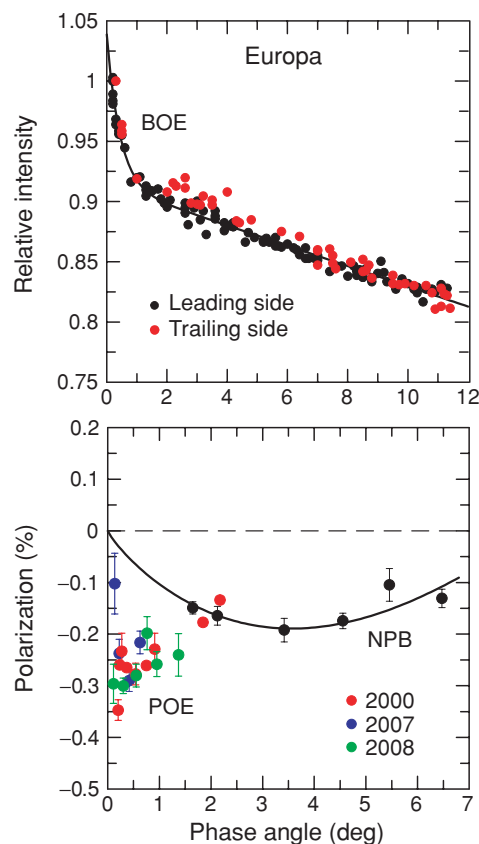 1.05
1
0.95
0.9
0.85
0.8
0.75
Relative intensity
Europa
BOE
Leading side
Trailing side
0 2 4 6 8 10 12
0.2
0.1
0
−0.1
−0.2
−0.3
−0.4
−0.5
Polarization (%)
NPB
POE
2000
2007
2008
0 1 2 3 4 5 6 7
Phase angle (deg)